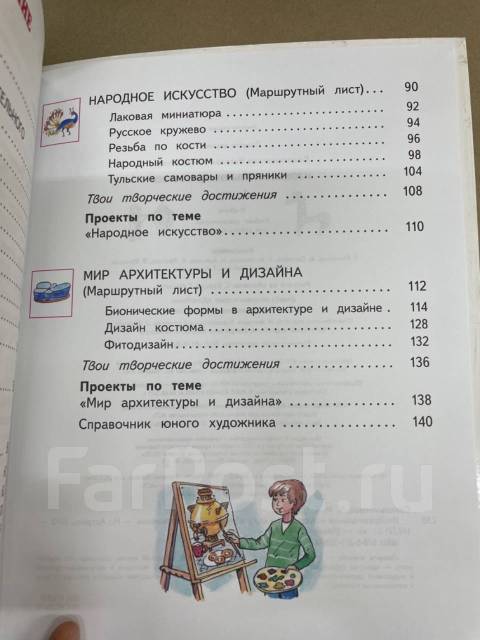 НАРОДНОЕ ИСКУССТВО (Маршрутный лист)... 90
Лаковая миниатюра.................... 92
Русское кружево....................... 94
Резьба по кости........................ 96
Народный костюм...................... 98
Тульские самовары и пряники......... 104
Твои творческие достижения............ 108
Проекты по теме
«Народное искусство»..................... 110
МИР АРХИТЕКТУРЫ И ДИЗАЙНА
(Маршрутный лист)....................... 112
Бионические формы в архитектуре и дизайне . 114
Дизайн костюма........................ 128
Фитодизайн............................. 132
Твои творческие достижения.............. 136
Проекты по теме
«Мир архитектуры и дизайна»............. 138
Справочник юного художника.............. 140
FarPost.ru